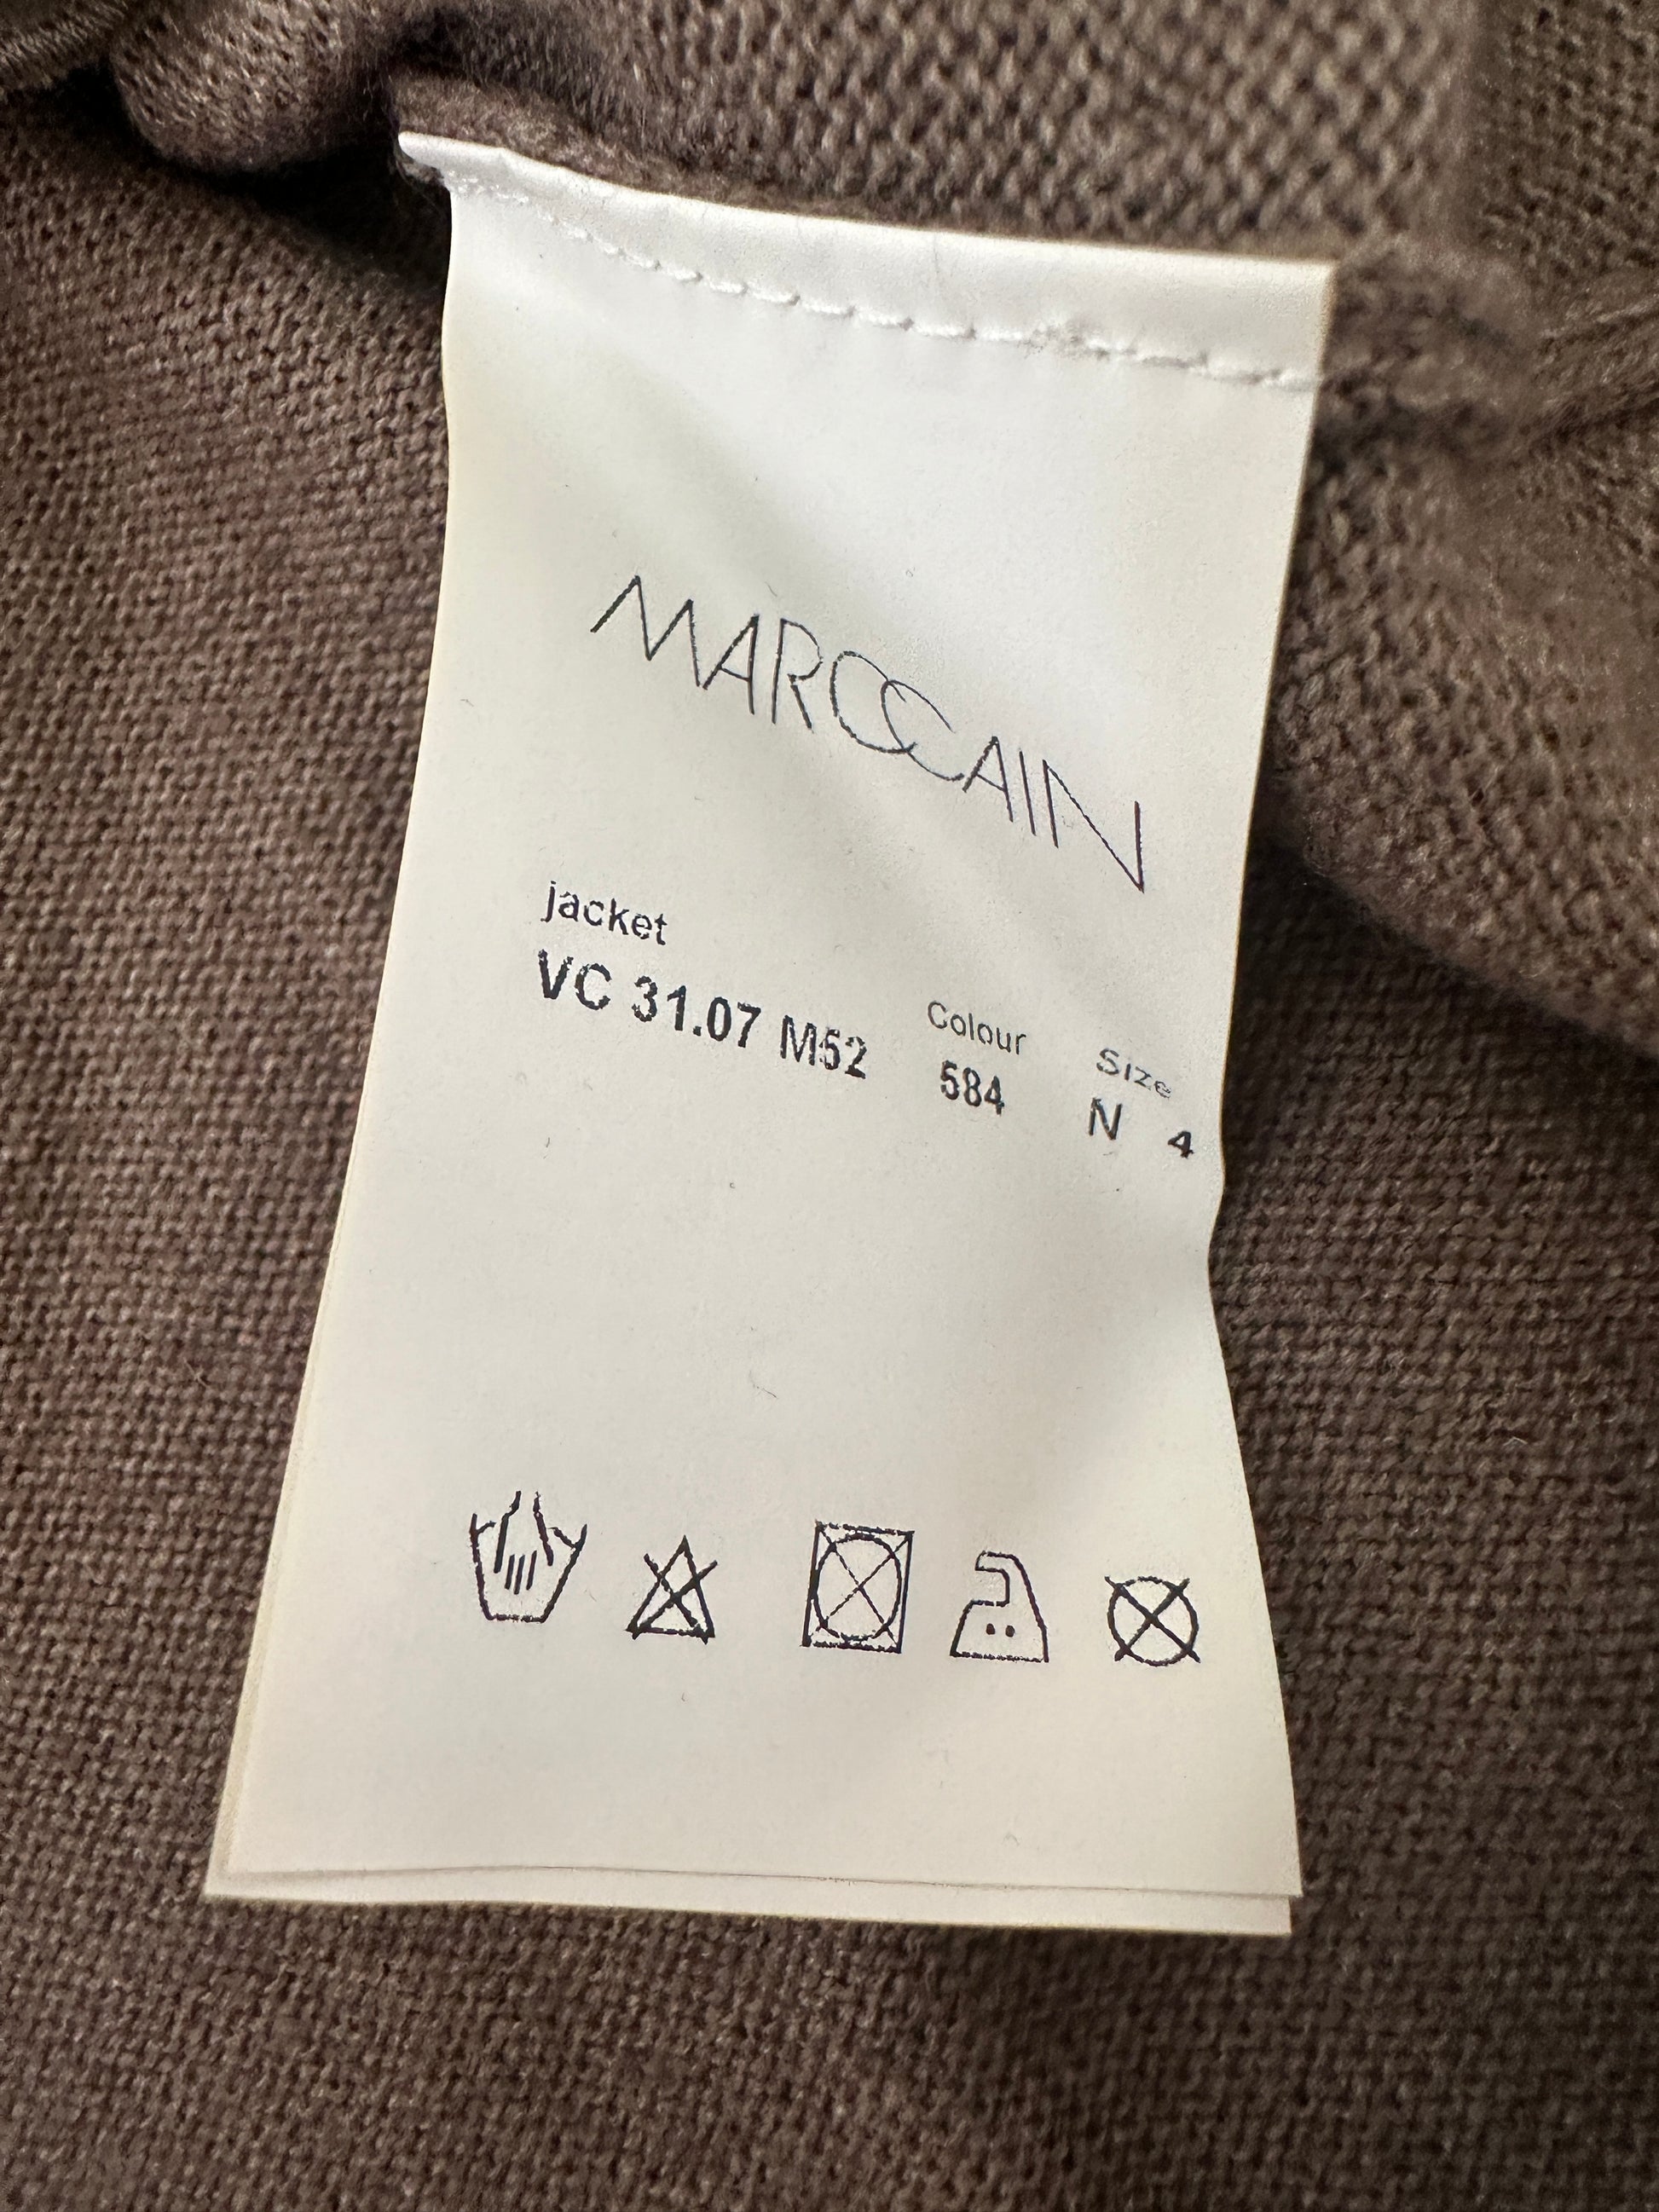 MARCCAIN
jacket
VC 31.07 M52 Colour 584 Size N 4